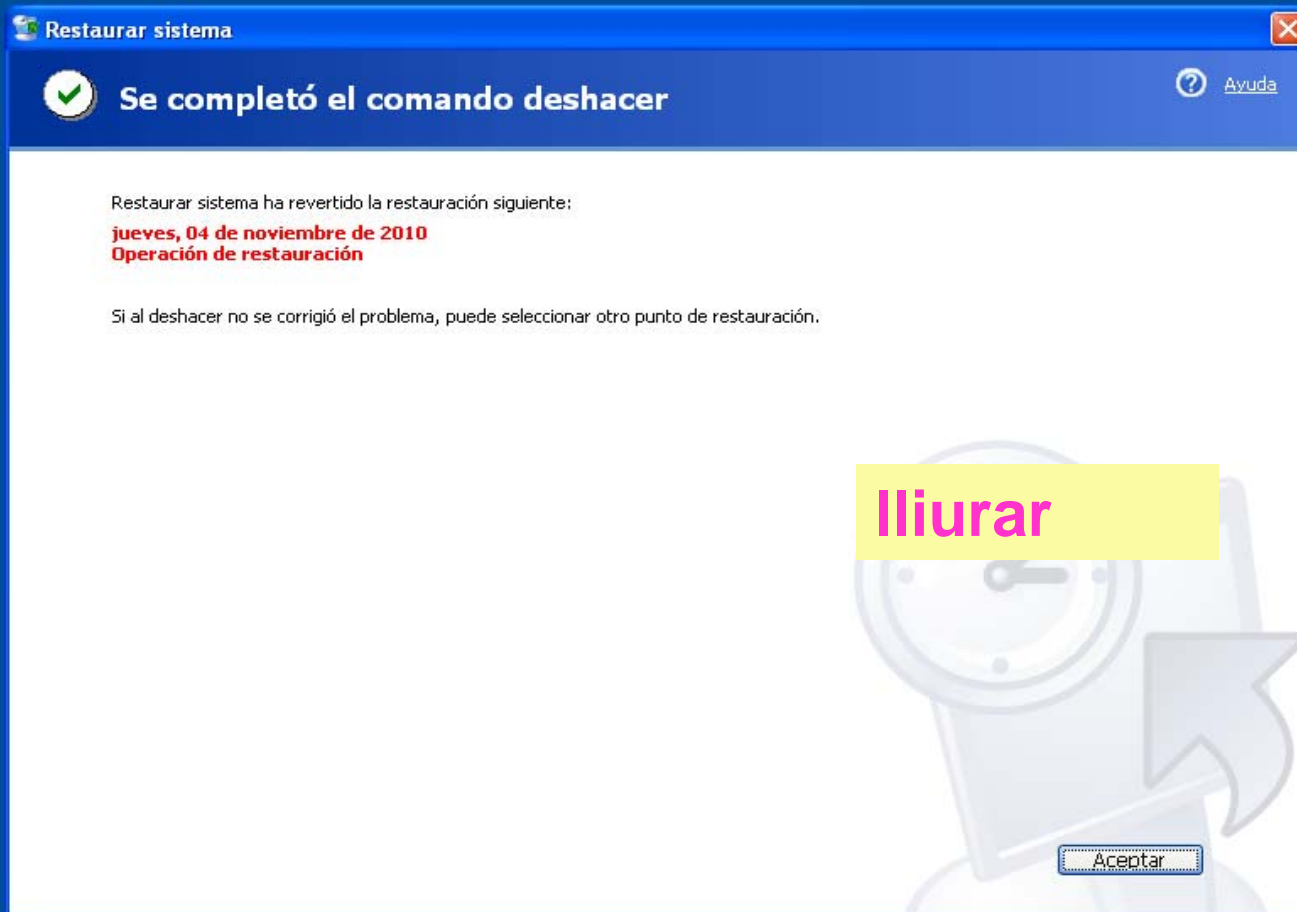 Restaurar sistema
Se completó el comando deshacer
Ayuda
Restaurar sistema ha revertido la restauración siguiente:
jueves, 04 de noviembre de 2010
Operación de restauración
Si al deshacer no se corrigió el problema, puede seleccionar otro punto de restauración.
lliurar
Aceptar